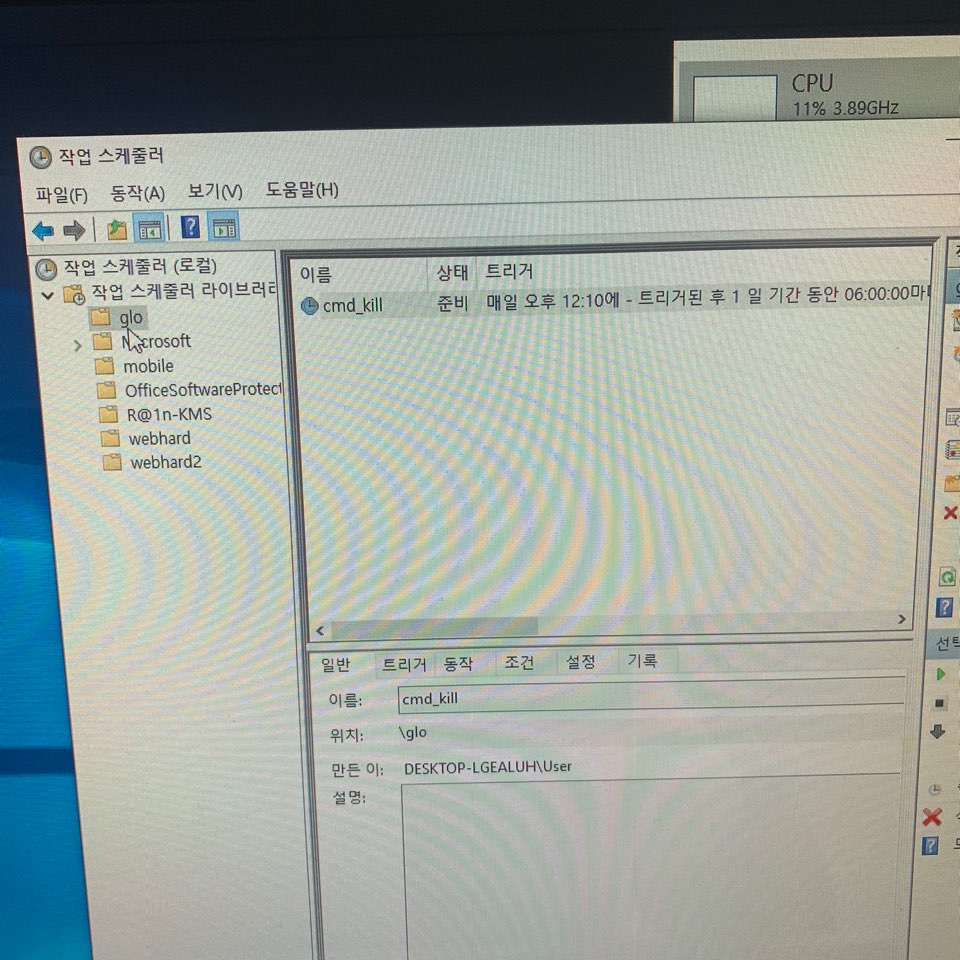 CPU
11% 3.89GHz
작업 스케줄러
파일(F) 동작(A) 보기(V) 도움말(H)
작업 스케줄러 (로컬)
작업 스케줄러 라이브러리
glo
Microsoft
mobile
OfficeSoftwareProtect
R@1n-KMS
webhard
webhard2
이름 상태 트리거
cmd_kill 준비 매일 오후 12:10에 - 트리거된 후 1 일 기간 동안 06:00:00마
일반 트리거 동작 조건 설정 기록
이름: cmd_kill
위치: \glo
만든 이: DESKTOP-LGEALUH\User
설명:
선택